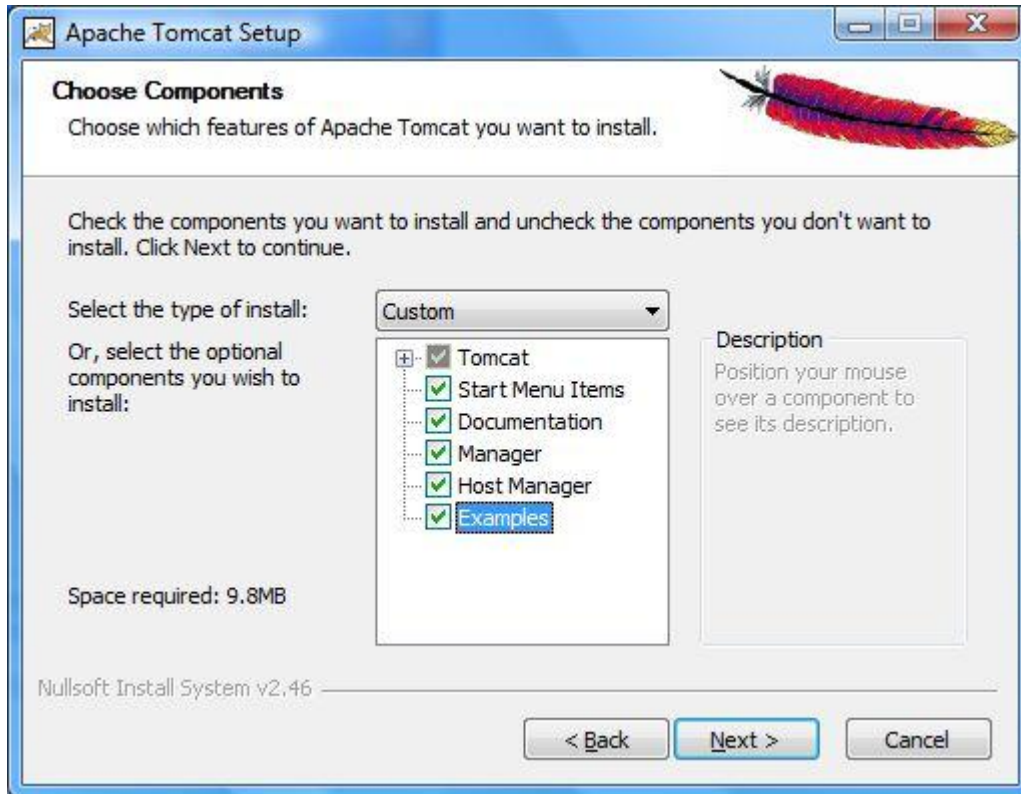 Apache Tomcat Setup
Choose Components
Choose which features of Apache Tomcat you want to install.
Check the components you want to install and uncheck the components you don't want to
install. Click Next to continue.
Select the type of install:
Custom
Or, select the optional
components you wish to
install:
Tomcat
Start Menu Items
Documentation
Manager
Host Manager
Examples
Description
Position your mouse
over a component to
see its description.
Space required: 9.8MB
Nullsoft Install System v2.46
< Back
Next >
Cancel